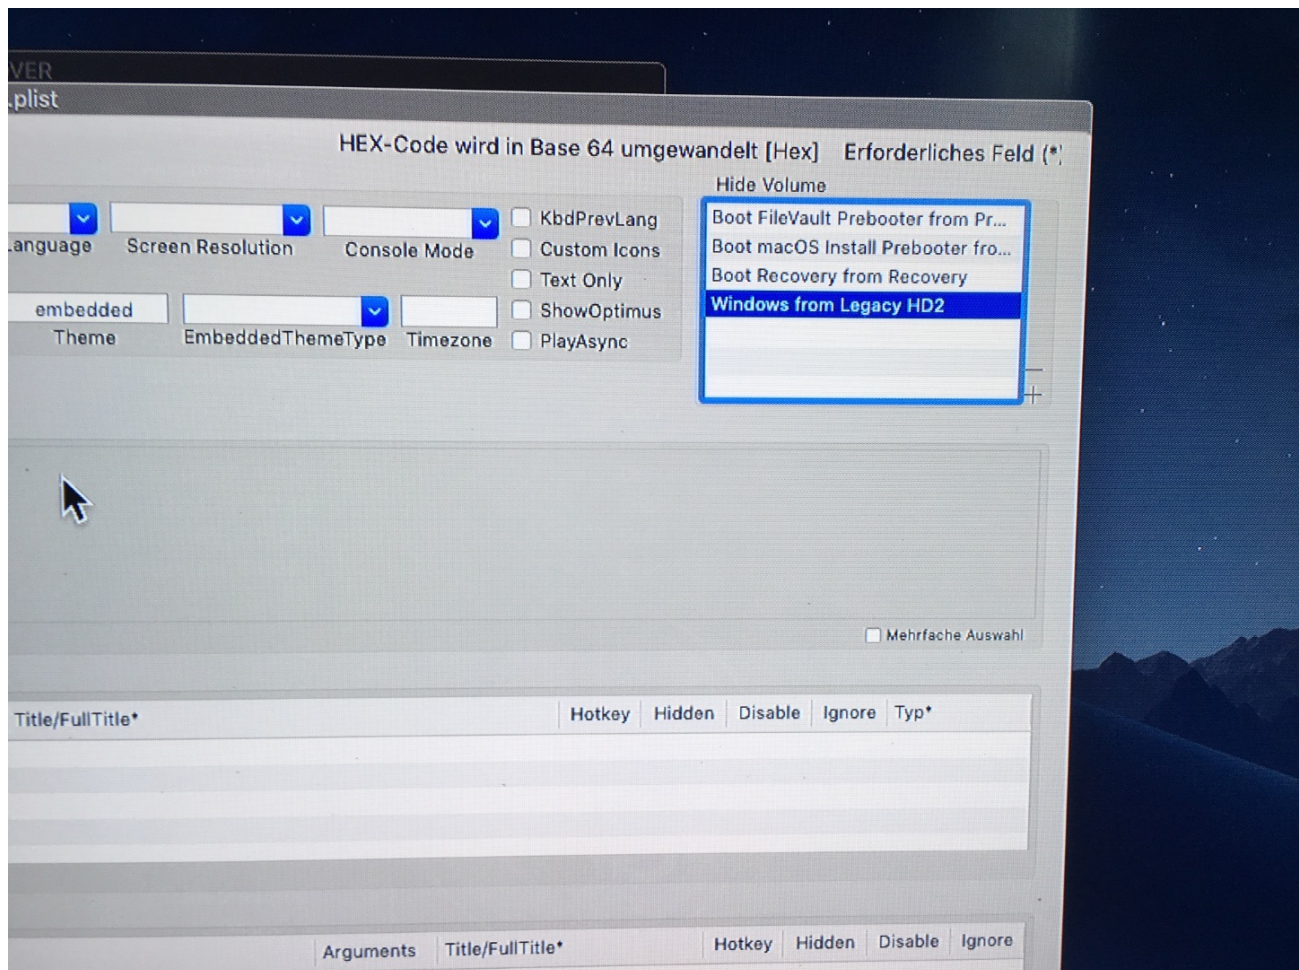 VER
.plist
HEX-Code wird in Base 64 umgewandelt [Hex] Erforderliches Feld (*)
Hide Volume
Boot FileVault Prebooter from Pr...
Boot macOS Install Prebooter fro...
Boot Recovery from Recovery
Windows from Legacy HD2
KbdPrevLang
Custom Icons
Text Only
ShowOptimus
PlayAsync
Language Screen Resolution Console Mode
embedded
Theme EmbeddedThemeType Timezone
Mehrfache Auswahl
Title/FullTitle* Hotkey Hidden Disable Ignore Typ*
Arguments Title/FullTitle* Hotkey Hidden Disable Ignore